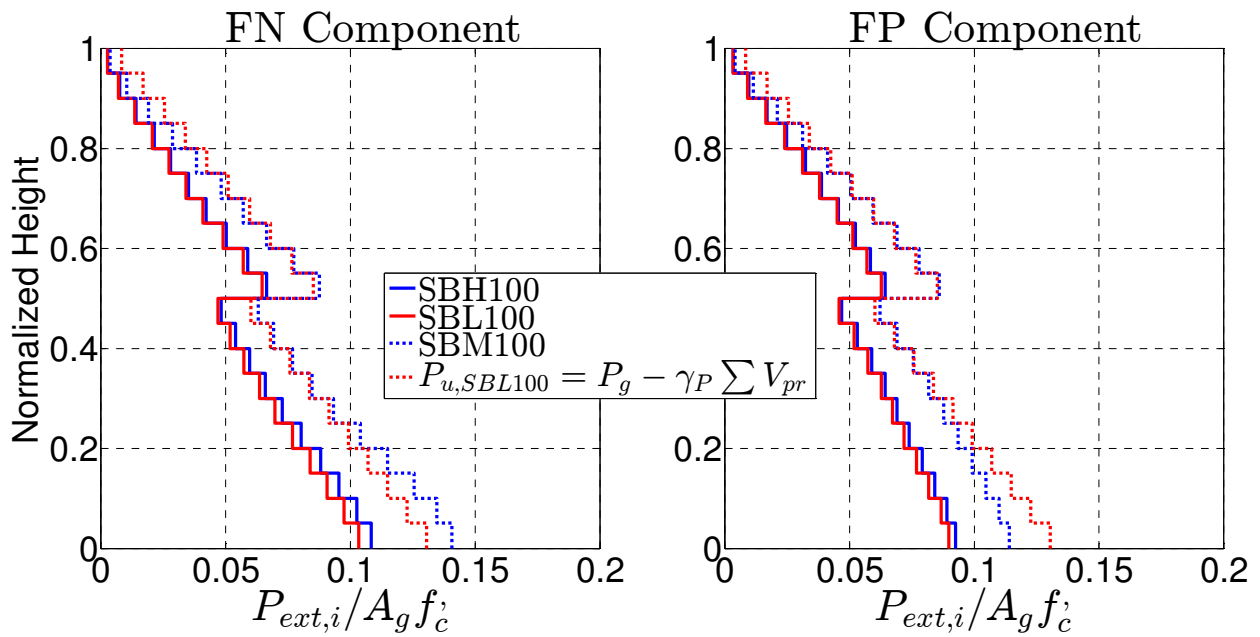 FN Component
FP Component
Normalized Height
1
0.8
0.6
0.4
0.2
0
0
0.05
0.1
0.15
0.2
P_{ext,i}/A_g f_c^,
1
0.8
0.6
0.4
0.2
0
0
0.05
0.1
0.15
0.2
P_{ext,i}/A_g f_c^,
SBH100
SBL100
SBM100
P_{u,SBL100} = P_g − γ_P ∑ V_{pr}